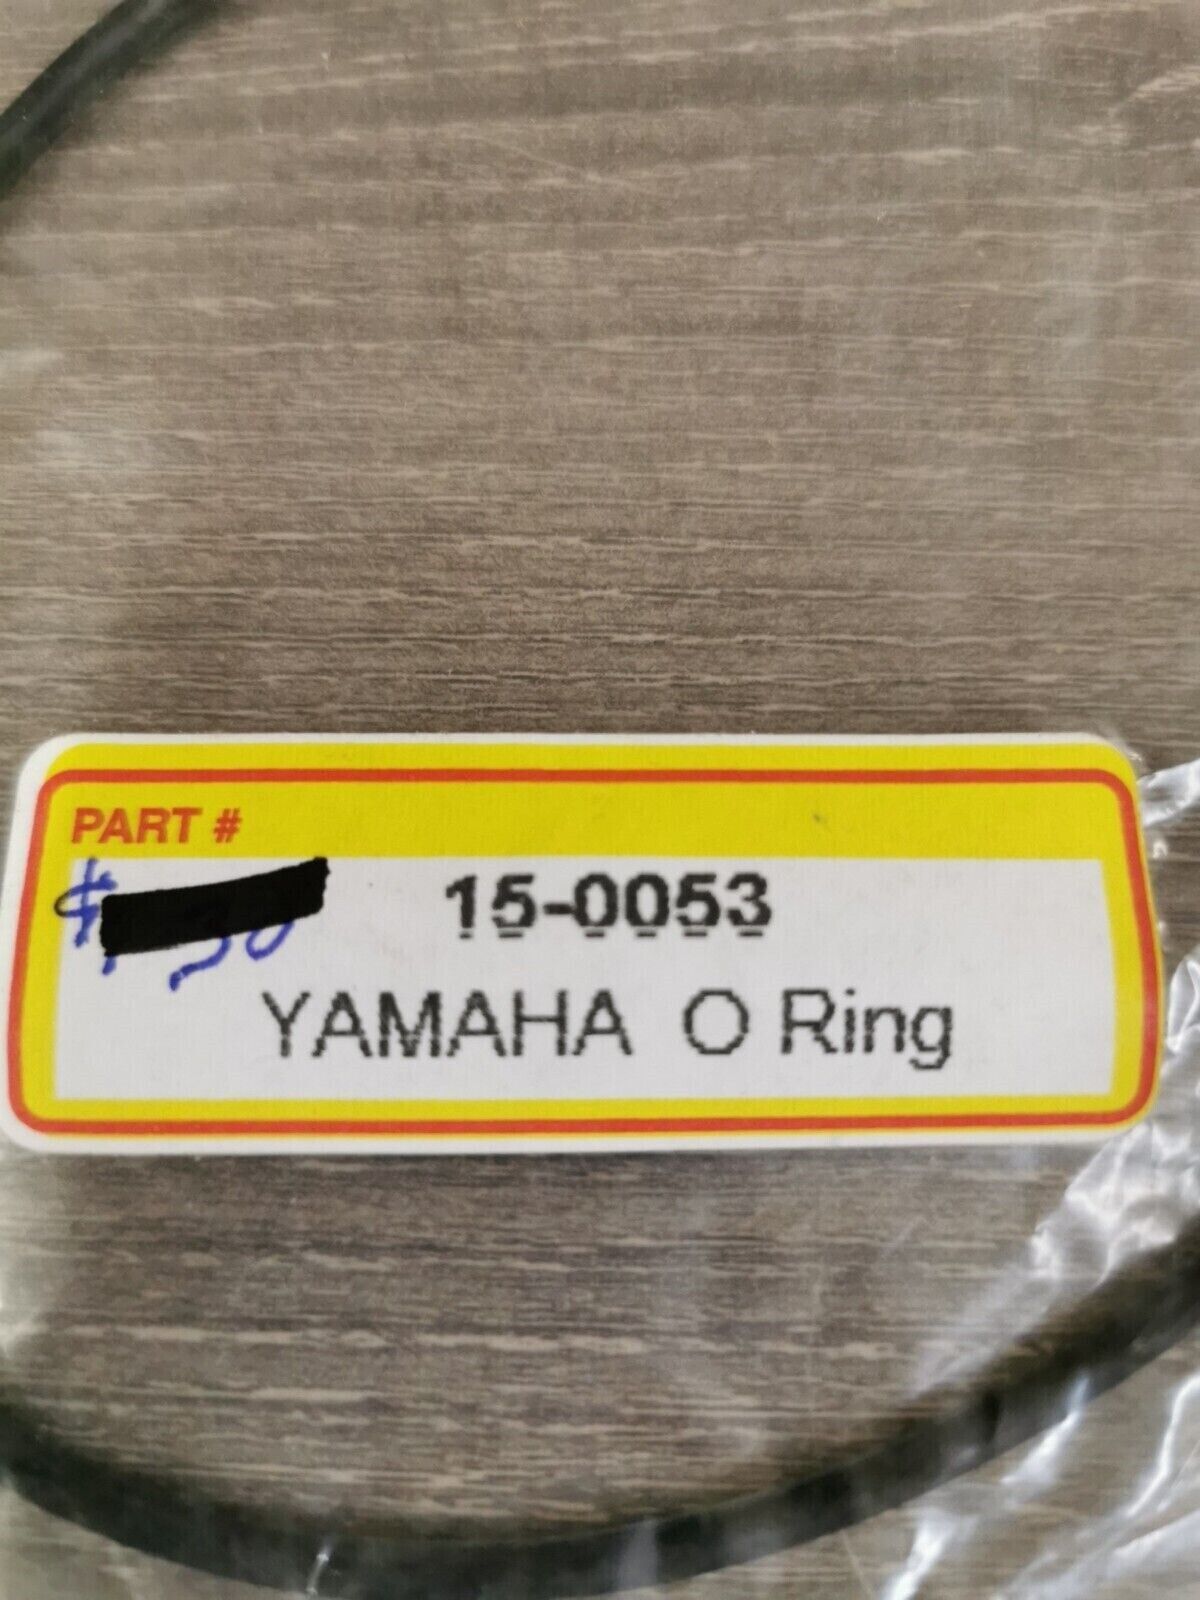 PART #
$ 15-0053
YAMAHA O Ring